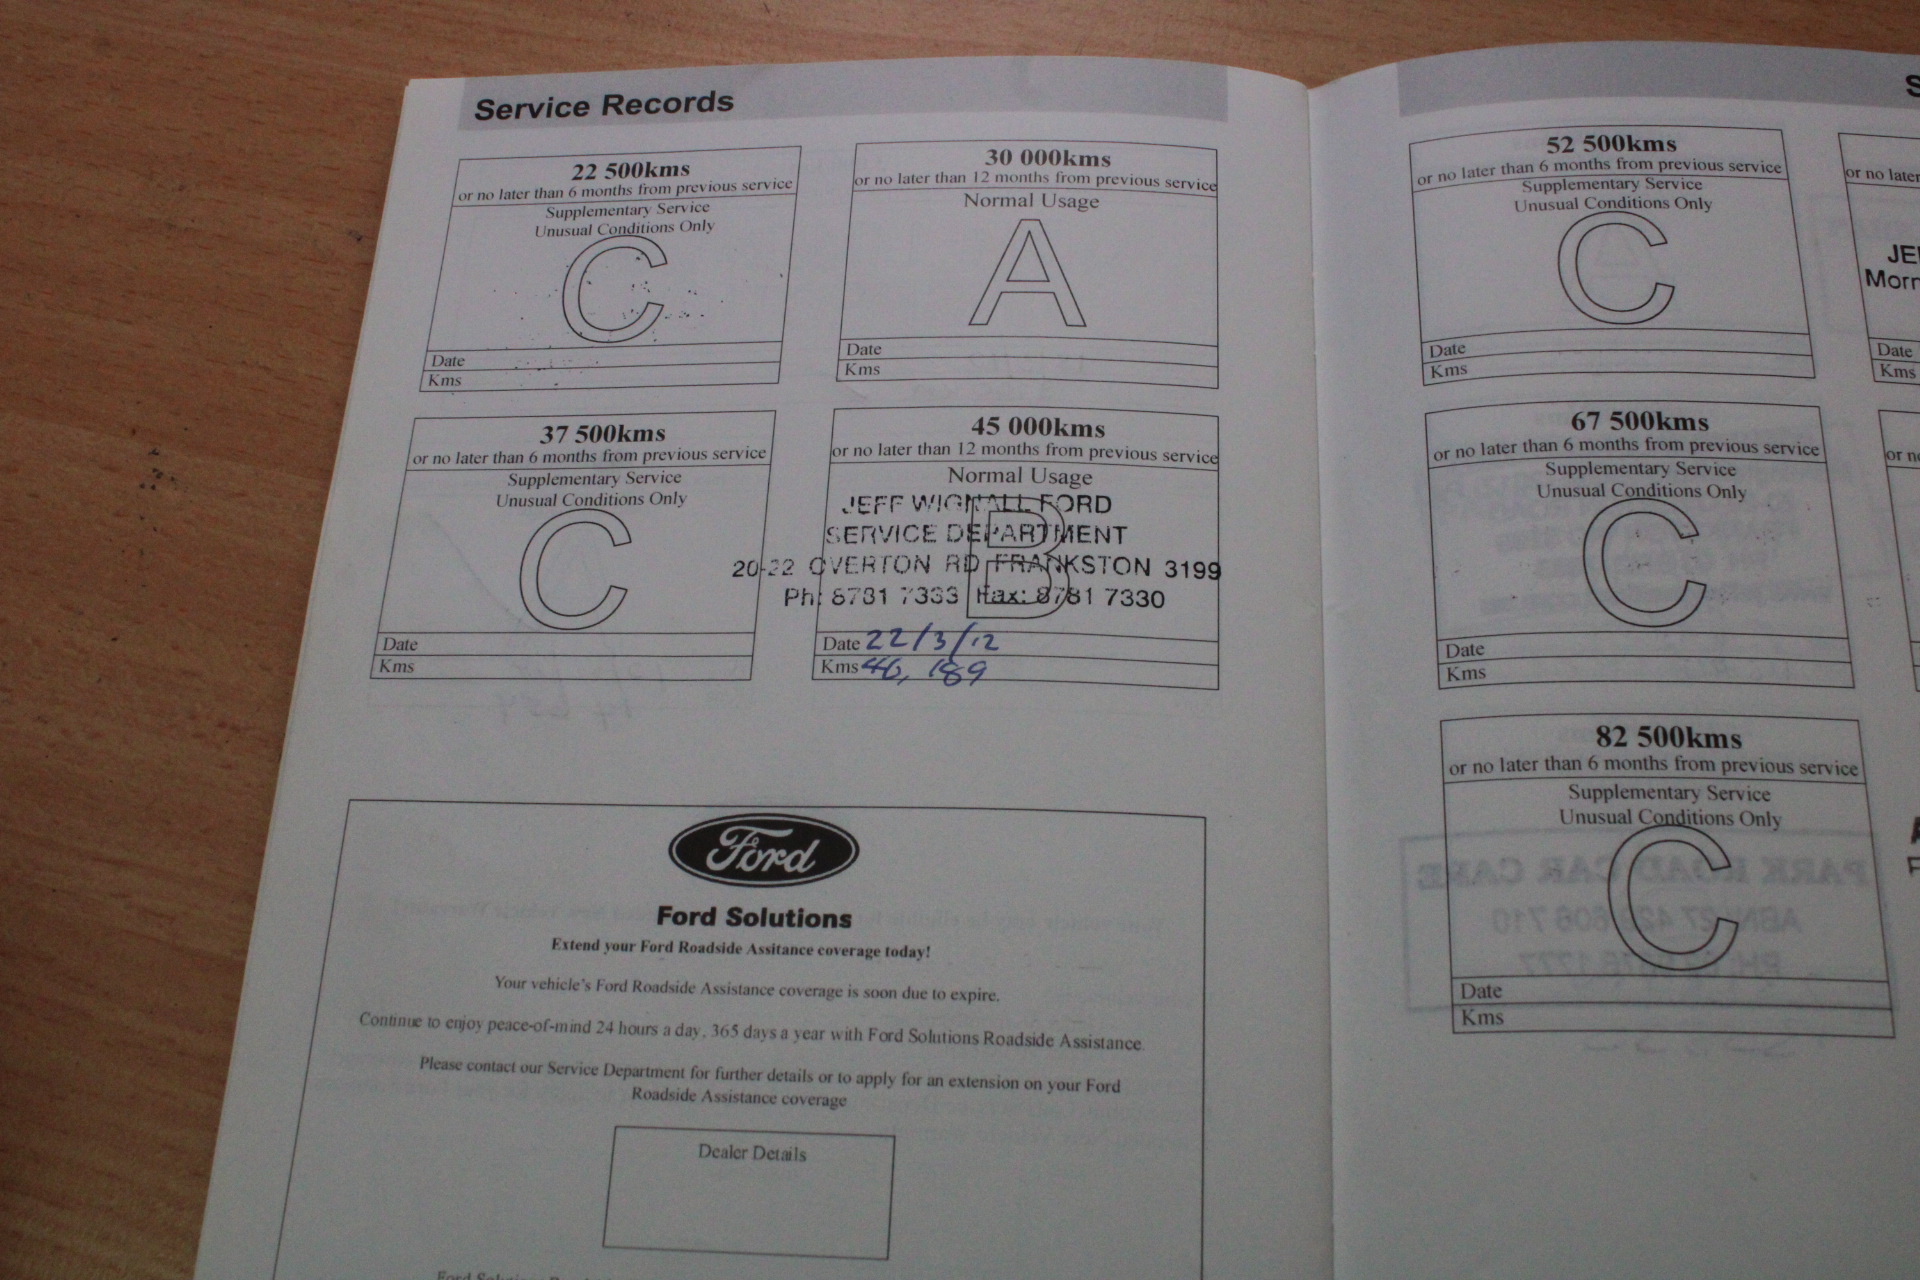 Service Records
22 500kms
or no later than 6 months from previous service
Supplementary Service
Unusual Conditions Only
C
Date
Kms
30 000kms
or no later than 12 months from previous service
Normal Usage
A
Date
Kms
37 500kms
or no later than 6 months from previous service
Supplementary Service
Unusual Conditions Only
C
Date
Kms
45 000kms
or no later than 12 months from previous service
Normal Usage
B
JEFF WIGNALL FORD
SERVICE DEPARTMENT
20-22 OVERTON RD FRANKSTON 3199
Ph: 8781 7333 Fax: 8781 7330
Date 22/3/12
Kms 46, 189
Ford
Ford Solutions
Extend your Ford Roadside Assitance coverage today!
Your vehicle's Ford Roadside Assistance coverage is soon due to expire.
Continue to enjoy peace-of-mind 24 hours a day, 365 days a year with Ford Solutions Roadside Assistance.
Please contact our Service Department for further details or to apply for an extension on your Ford
Roadside Assistance coverage
Dealer Details
52 500kms
or no later than 6 months from previous service
Supplementary Service
Unusual Conditions Only
C
Date
Kms
67 500kms
or no later than 6 months from previous service
Supplementary Service
Unusual Conditions Only
C
Date
Kms
82 500kms
or no later than 6 months from previous service
Supplementary Service
Unusual Conditions Only
C
Date
Kms
or no later
Date
Kms